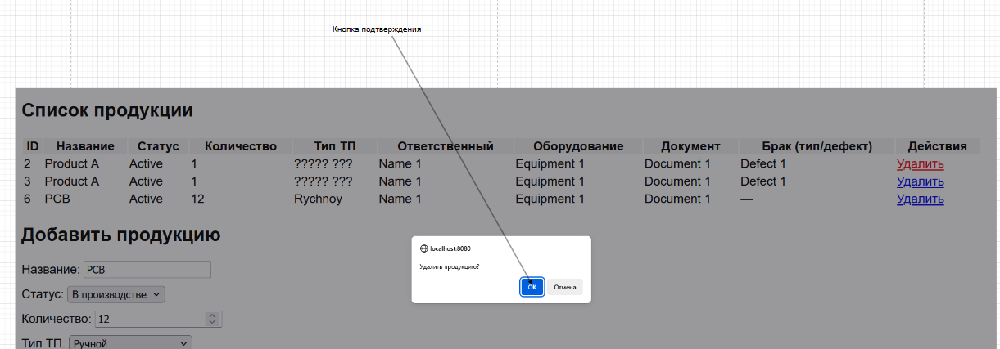 Кнопка подтверждения
Список продукции
ID Название Статус Количество Тип ТП Ответственный Оборудование Документ Брак (тип/дефект) Действия
2 Product A Active 1 ????? ??? Name 1 Equipment 1 Document 1 Defect 1 Удалить
3 Product A Active 1 ????? ??? Name 1 Equipment 1 Document 1 Defect 1 Удалить
6 PCB Active 12 Rychnoy Name 1 Equipment 1 Document 1 — Удалить
Добавить продукцию
localhost:8080
Удалить продукцию?
OK Отмена
Название: PCB
Статус: В производстве
Количество: 12
Тип ТП: Ручной